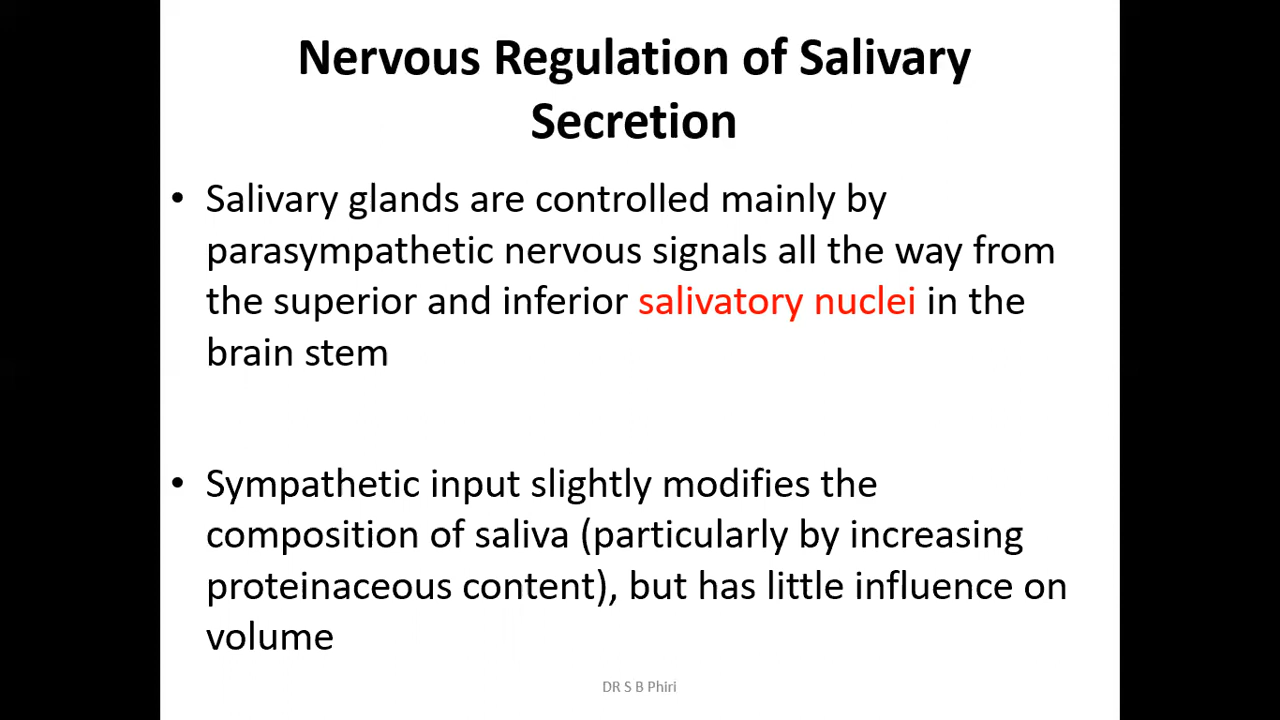 Nervous Regulation of Salivary
Secretion
• Salivary glands are controlled mainly by
parasympathetic nervous signals all the way from
the superior and inferior salivatory nuclei in the
brain stem
• Sympathetic input slightly modifies the
composition of saliva (particularly by increasing
proteinaceous content), but has little influence on
volume
DR S B Phiri